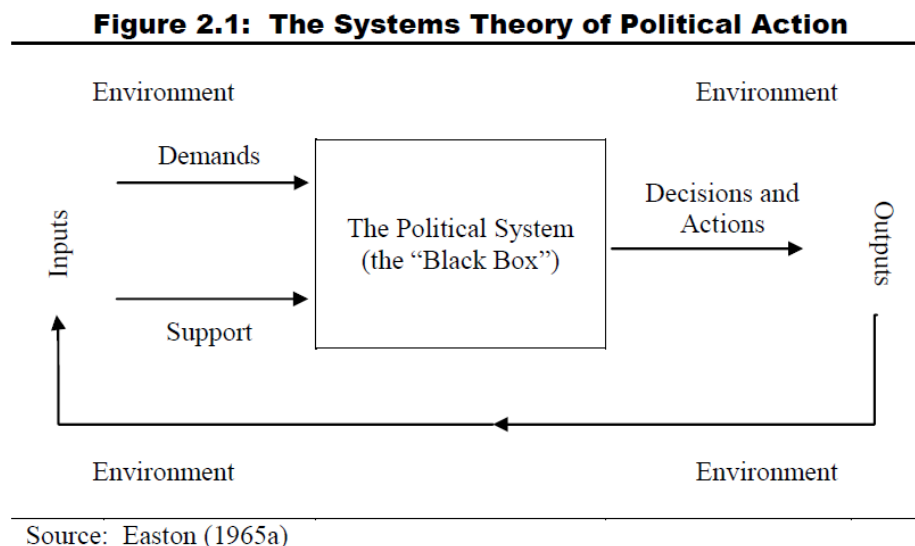 Figure 2.1:  The Systems Theory of Political Action
Environment
Environment
Demands
Inputs
Support
The Political System
(the “Black Box”)
Decisions and
Actions
Outputs
Environment
Environment
Source:  Easton (1965a)